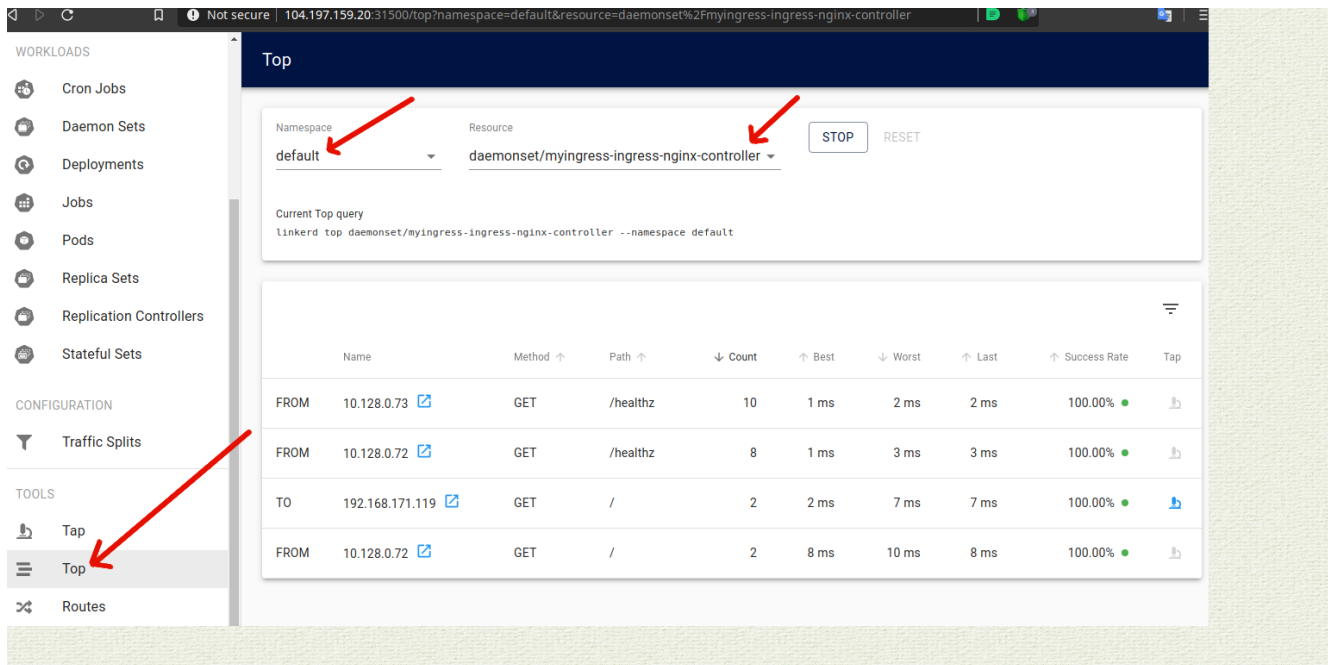 Not secure 104.197.159.20:31500/top?namespace=default&resource=daemonset%2Fmyingress-ingress-nginx-controller
WORKLOADS
Cron Jobs
Daemon Sets
Deployments
Jobs
Pods
Replica Sets
Replication Controllers
Stateful Sets
CONFIGURATION
Traffic Splits
TOOLS
Tap
Top
Routes
Top
Namespace Resource
default daemonset/myingress-ingress-nginx-controller STOP RESET
Current Top query
linkerd top daemonset/myingress-ingress-nginx-controller --namespace default
Name Method Path Count Best Worst Last Success Rate Tap
FROM 10.128.0.73 GET /healthz 10 1 ms 2 ms 2 ms 100.00%
FROM 10.128.0.72 GET /healthz 8 1 ms 3 ms 3 ms 100.00%
TO 192.168.171.119 GET / 2 2 ms 7 ms 7 ms 100.00%
FROM 10.128.0.72 GET / 2 8 ms 10 ms 8 ms 100.00%